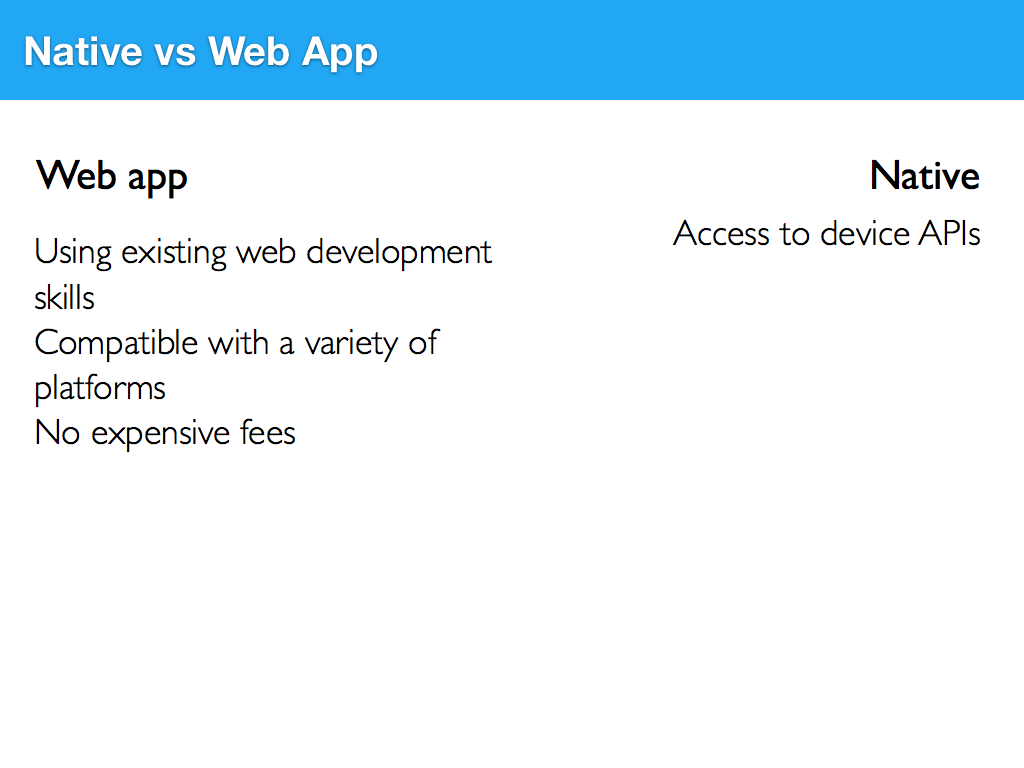 Native vs Web App
Web app
Using existing web development
skills
Compatible with a variety of
platforms
No expensive fees
Native
Access to device APIs